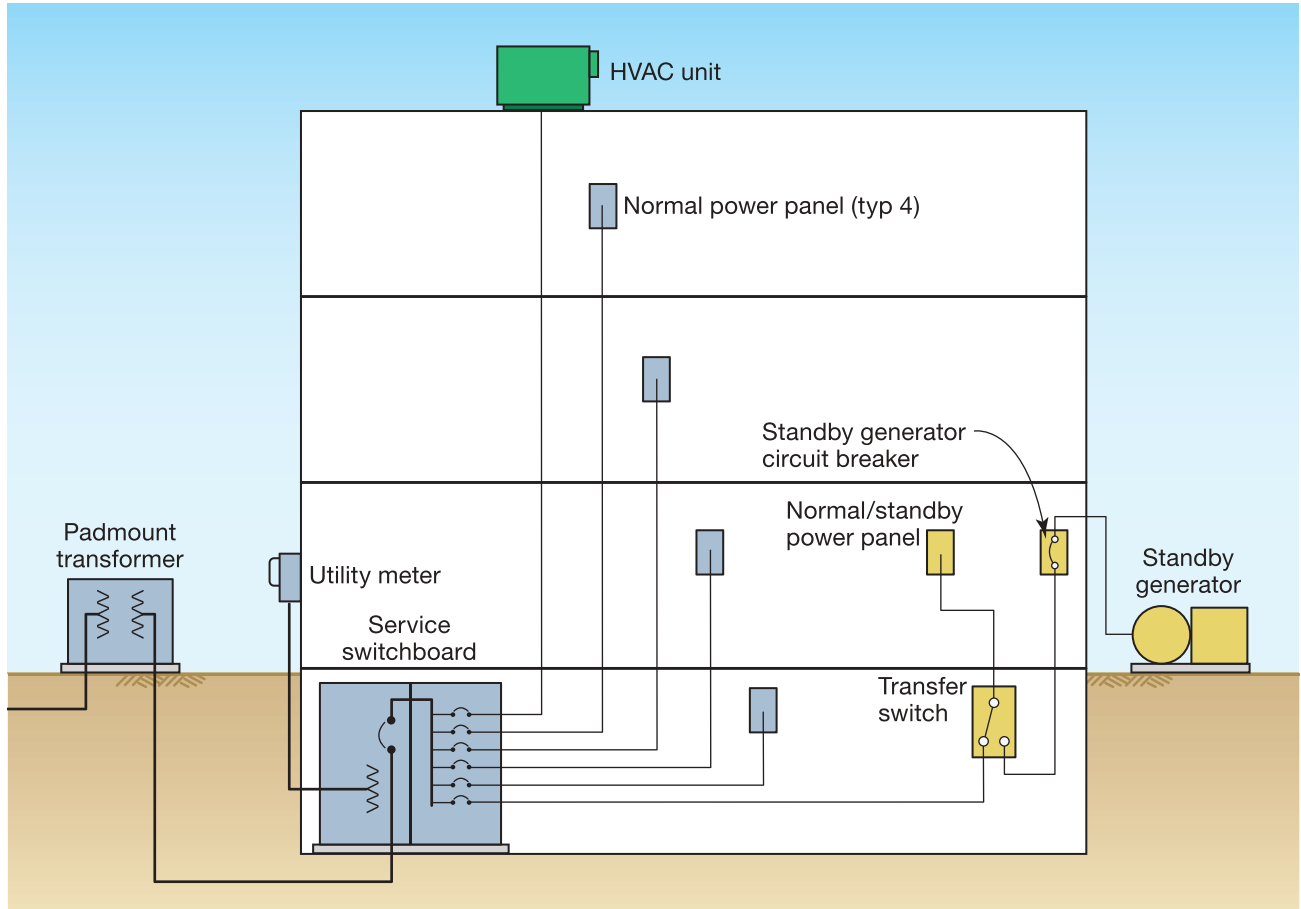 HVAC unit
Normal power panel (typ 4)
Standby generator
circuit breaker
Normal/standby
power panel
Padmount
transformer
Utility meter
Standby
generator
Service
switchboard
Transfer
switch